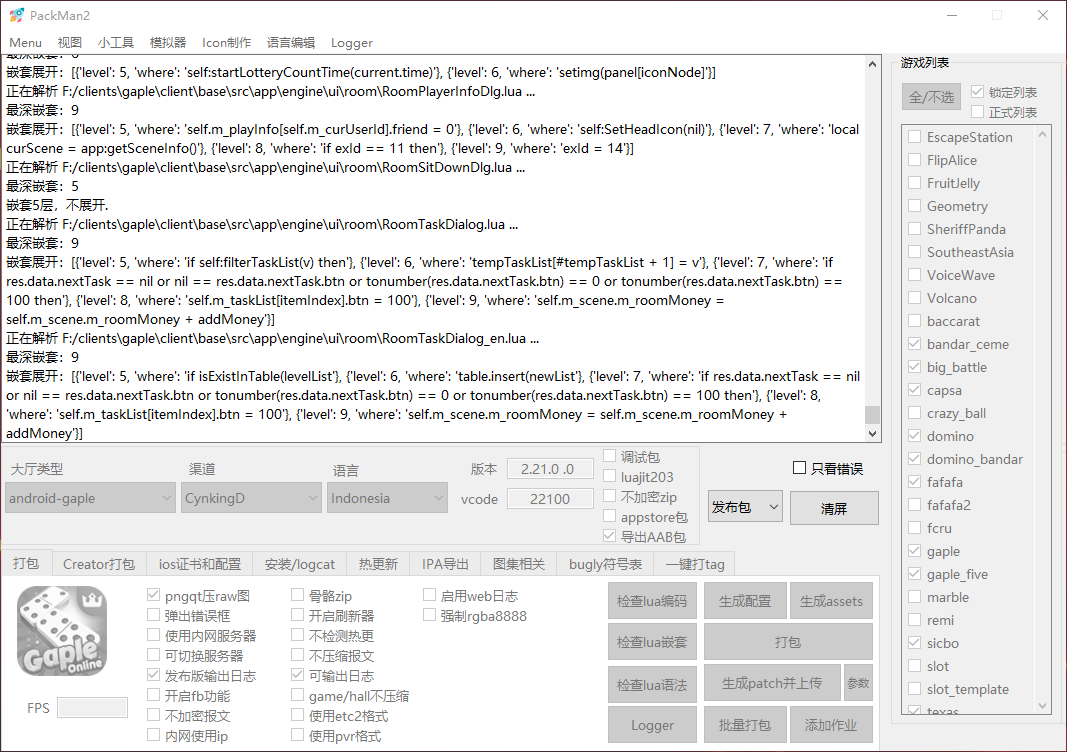 PackMan2
Menu 视图 小工具 模拟器 Icon制作 语言编辑 Logger
最深嵌套：6
嵌套展开：[{'level': 5, 'where': 'self:startLotteryCountTime(current.time)'}, {'level': 6, 'where': 'setimg(panel[iconNode]'}]
正在解析 F:/clients\gaple\client\base\src\app\engine\ui\room\RoomPlayerInfoDlg.lua ...
最深嵌套：9
嵌套展开：[{'level': 5, 'where': 'self.m_playInfo[self.m_curUserId].friend = 0'}, {'level': 6, 'where': 'self:SetHeadIcon(nil)'}, {'level': 7, 'where': 'local
curScene = app:getSceneInfo()'}, {'level': 8, 'where': 'if exId == 11 then'}, {'level': 9, 'where': 'exId = 14'}]
正在解析 F:/clients\gaple\client\base\src\app\engine\ui\room\RoomSitDownDlg.lua ...
最深嵌套：5
嵌套5层，不展开.
正在解析 F:/clients\gaple\client\base\src\app\engine\ui\room\RoomTaskDialog.lua ...
最深嵌套：9
嵌套展开：[{'level': 5, 'where': 'if self:filterTaskList(v) then'}, {'level': 6, 'where': 'tempTaskList[#tempTaskList + 1] = v'}, {'level': 7, 'where': 'if
res.data.nextTask == nil or nil == res.data.nextTask.btn or tonumber(res.data.nextTask.btn) == 0 or tonumber(res.data.nextTask.btn) ==
100 then'}, {'level': 8, 'where': 'self.m_taskList[itemIndex].btn = 100'}, {'level': 9, 'where': 'self.m_scene.m_roomMoney =
self.m_scene.m_roomMoney + addMoney'}]
正在解析 F:/clients\gaple\client\base\src\app\engine\ui\room\RoomTaskDialog_en.lua ...
最深嵌套：9
嵌套展开：[{'level': 5, 'where': 'if isExistInTable(levelList'}, {'level': 6, 'where': 'table.insert(newList'}, {'level': 7, 'where': 'if res.data.nextTask == nil
or nil == res.data.nextTask.btn or tonumber(res.data.nextTask.btn) == 0 or tonumber(res.data.nextTask.btn) == 100 then'}, {'level': 8,
'where': 'self.m_taskList[itemIndex].btn = 100'}, {'level': 9, 'where': 'self.m_scene.m_roomMoney = self.m_scene.m_roomMoney +
addMoney'}]
游戏列表
全/不选
锁定列表
正式列表
EscapeStation
FlipAlice
FruitJelly
Geometry
SheriffPanda
SoutheastAsia
VoiceWave
Volcano
baccarat
bandar_ceme
big_battle
capsa
crazy_ball
domino
domino_bandar
fafafa
fafafa2
fcru
gaple
gaple_five
marble
remi
sicbo
slot
slot_template
texas
大厅类型 渠道 语言
android-gaple CynkingD Indonesia
版本 2.21.0 .0
vcode 22100
调试包
luajit203
不加密zip
appstore包
导出AAB包
只看错误
发布包 清屏
打包 Creator打包 ios证书和配置 安装/logcat 热更新 IPA导出 图集相关 bugly符号表 一键打tag
Gaple
Online
FPS
pngqt压raw图
弹出错误框
使用内网服务器
可切换服务器
发布版输出日志
开启fb功能
不加密报文
内网使用ip
骨骼zip
开启刷新器
不检测热更
不压缩报文
可输出日志
game/hall不压缩
使用etc2格式
使用pvr格式
启用web日志
强制rgba8888
检查lua编码 生成配置 生成assets
检查lua嵌套 打包
检查lua语法 生成patch并上传 参数
Logger 批量打包 添加作业